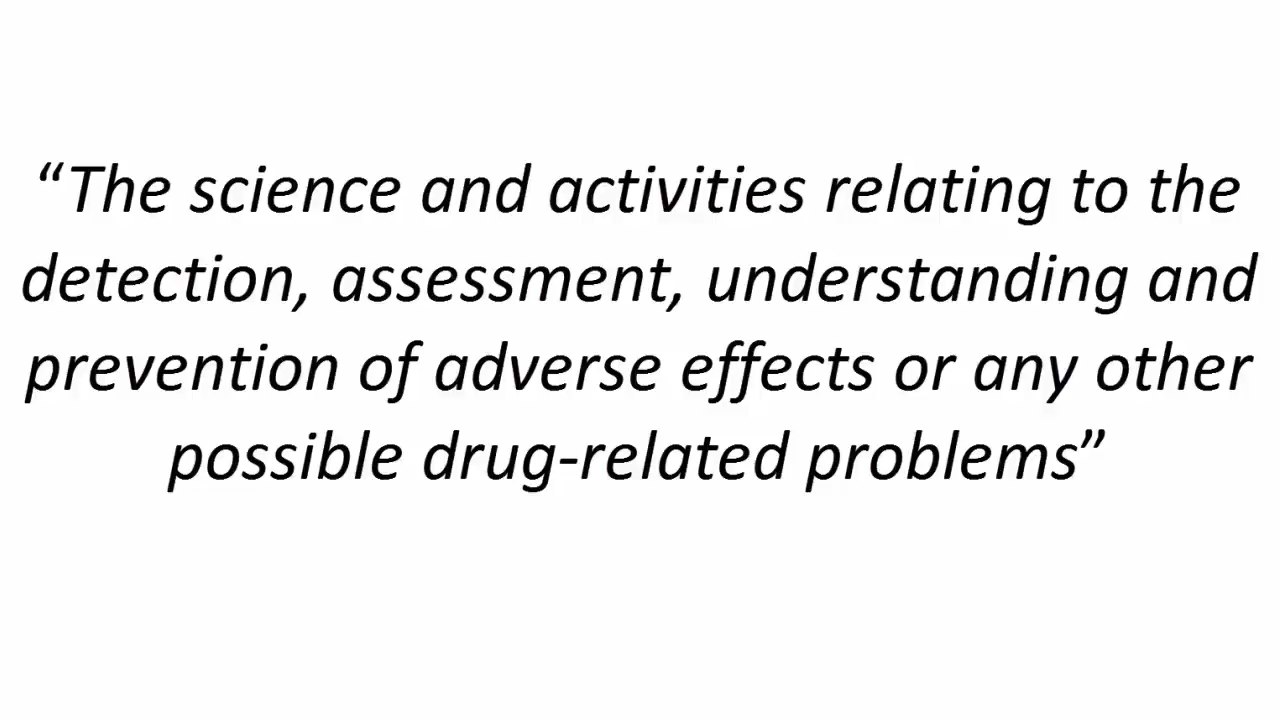 “The science and activities relating to the
detection, assessment, understanding and
prevention of adverse effects or any other
possible drug-related problems”